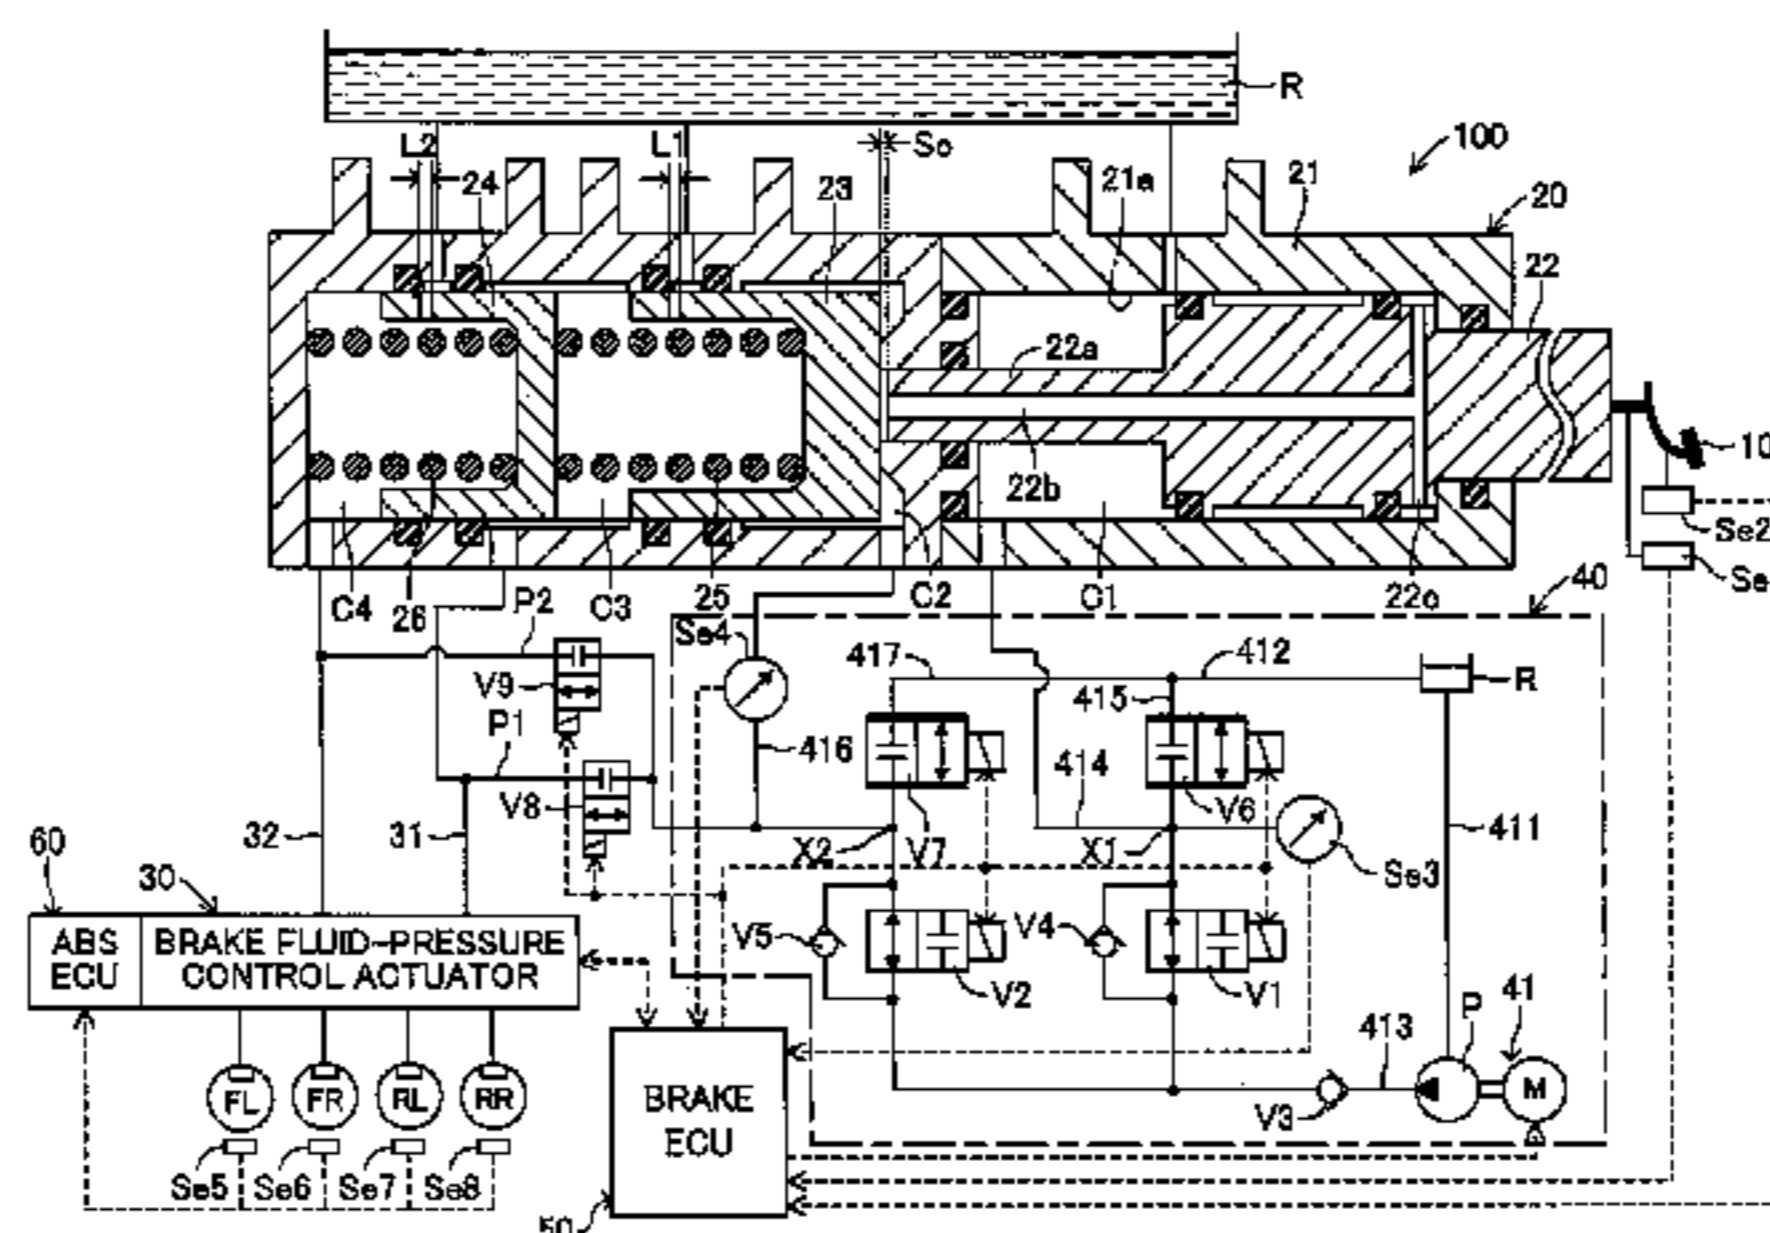 R
L2
L1
So
100
24
23
21a
21
20
22
22a
22b
10
Se2
Se
C4
26
P2
C3
25
C2
C1
22c
40
Se4
417
412
V9
415
R
P1
416
414
V8
V6
32
31
X2
V7
X1
411
60
30
Se3
ABS
ECU
BRAKE FLUID-PRESSURE
CONTROL ACTUATOR
V5
V4
V2
V1
P
41
413
FL
FR
RL
RR
BRAKE
ECU
V3
M
Se5
Se6
Se7
Se8
50